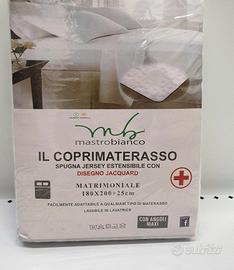 mb
mastrobianco
IL COPRIMATERASSO
SPUGNA JERSEY ESTENSIBILE CON
DISEGNO JACQUARD
MATRIMONIALE
180X200+25cm
FACILMENTE ADATTABILE A QUALSIASI TIPO DI MATERASSO
LAVABILE IN LAVATRICE
CON ANGOLI
MAXI
f
subito